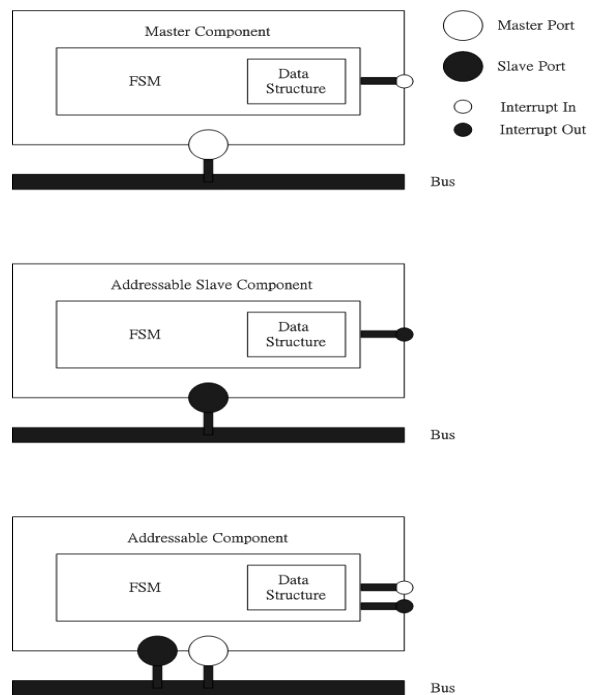 Master Component
FSM
Data
Structure
Bus
Master Port
Slave Port
Interrupt In
Interrupt Out
Addressable Slave Component
FSM
Data
Structure
Bus
Addressable Component
FSM
Data
Structure
Bus